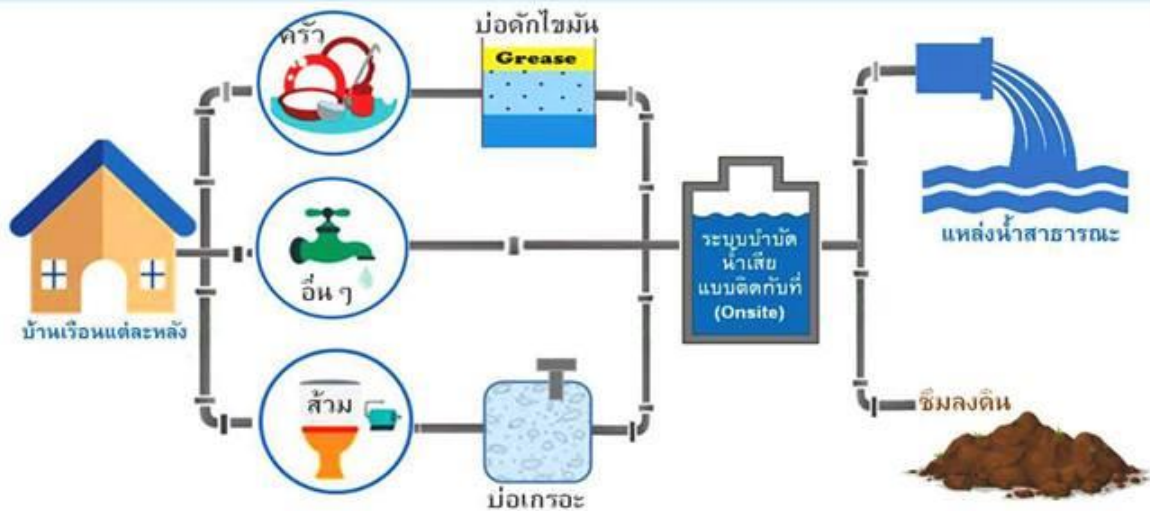 ครัว
บ่อดักไขมัน
Grease
บ้านเรือนแต่ละหลัง
อื่น ๆ
ระบบบำบัด
น้ำเสีย
แบบติดกับที่
(Onsite)
แหล่งน้ำสาธารณะ
ส้วม
บ่อเกรอะ
ซึมลงดิน